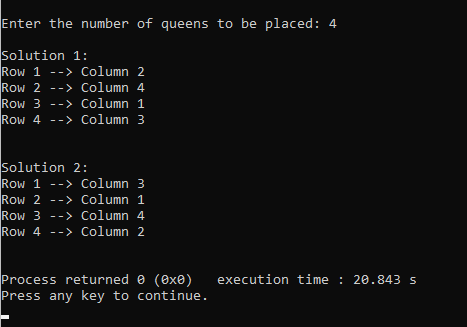 Enter the number of queens to be placed: 4
Solution 1:
Row 1 --> Column 2
Row 2 --> Column 4
Row 3 --> Column 1
Row 4 --> Column 3
Solution 2:
Row 1 --> Column 3
Row 2 --> Column 1
Row 3 --> Column 4
Row 4 --> Column 2
Process returned 0 (0x0)   execution time : 20.843 s
Press any key to continue.